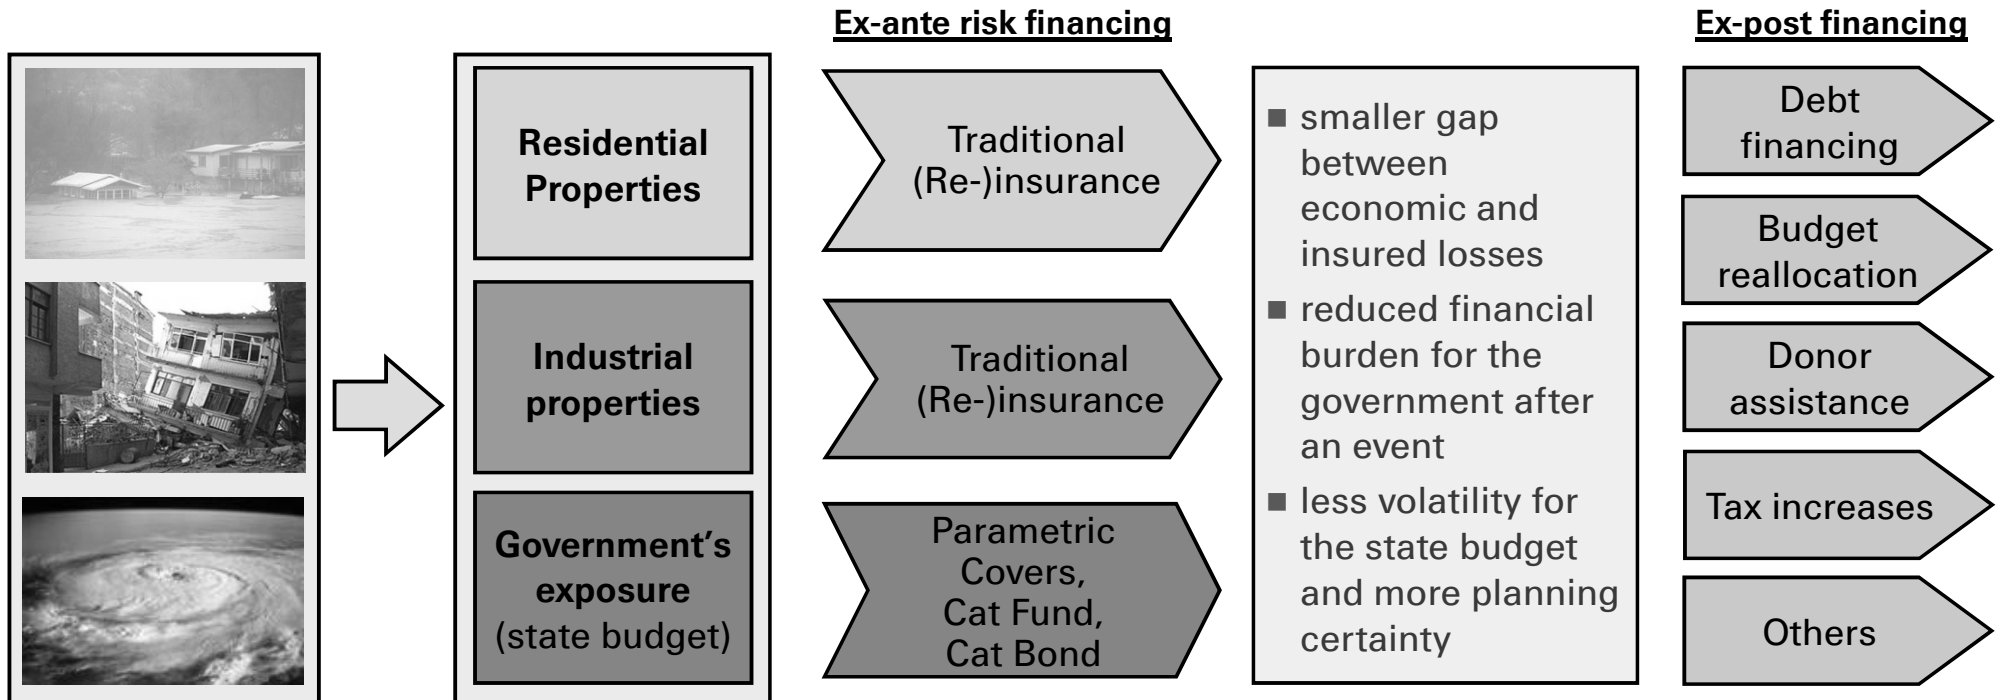 Ex-ante risk financing
Ex-post financing
Residential
Properties
Industrial
properties
Government’s
exposure
(state budget)
Traditional
(Re-)insurance
Traditional
(Re-)insurance
Parametric
Covers,
Cat Fund,
Cat Bond
■ smaller gap
between
economic and
insured losses
■ reduced financial
burden for the
government after
an event
■ less volatility for
the state budget
and more planning
certainty
Debt
financing
Budget
reallocation
Donor
assistance
Tax increases
Others